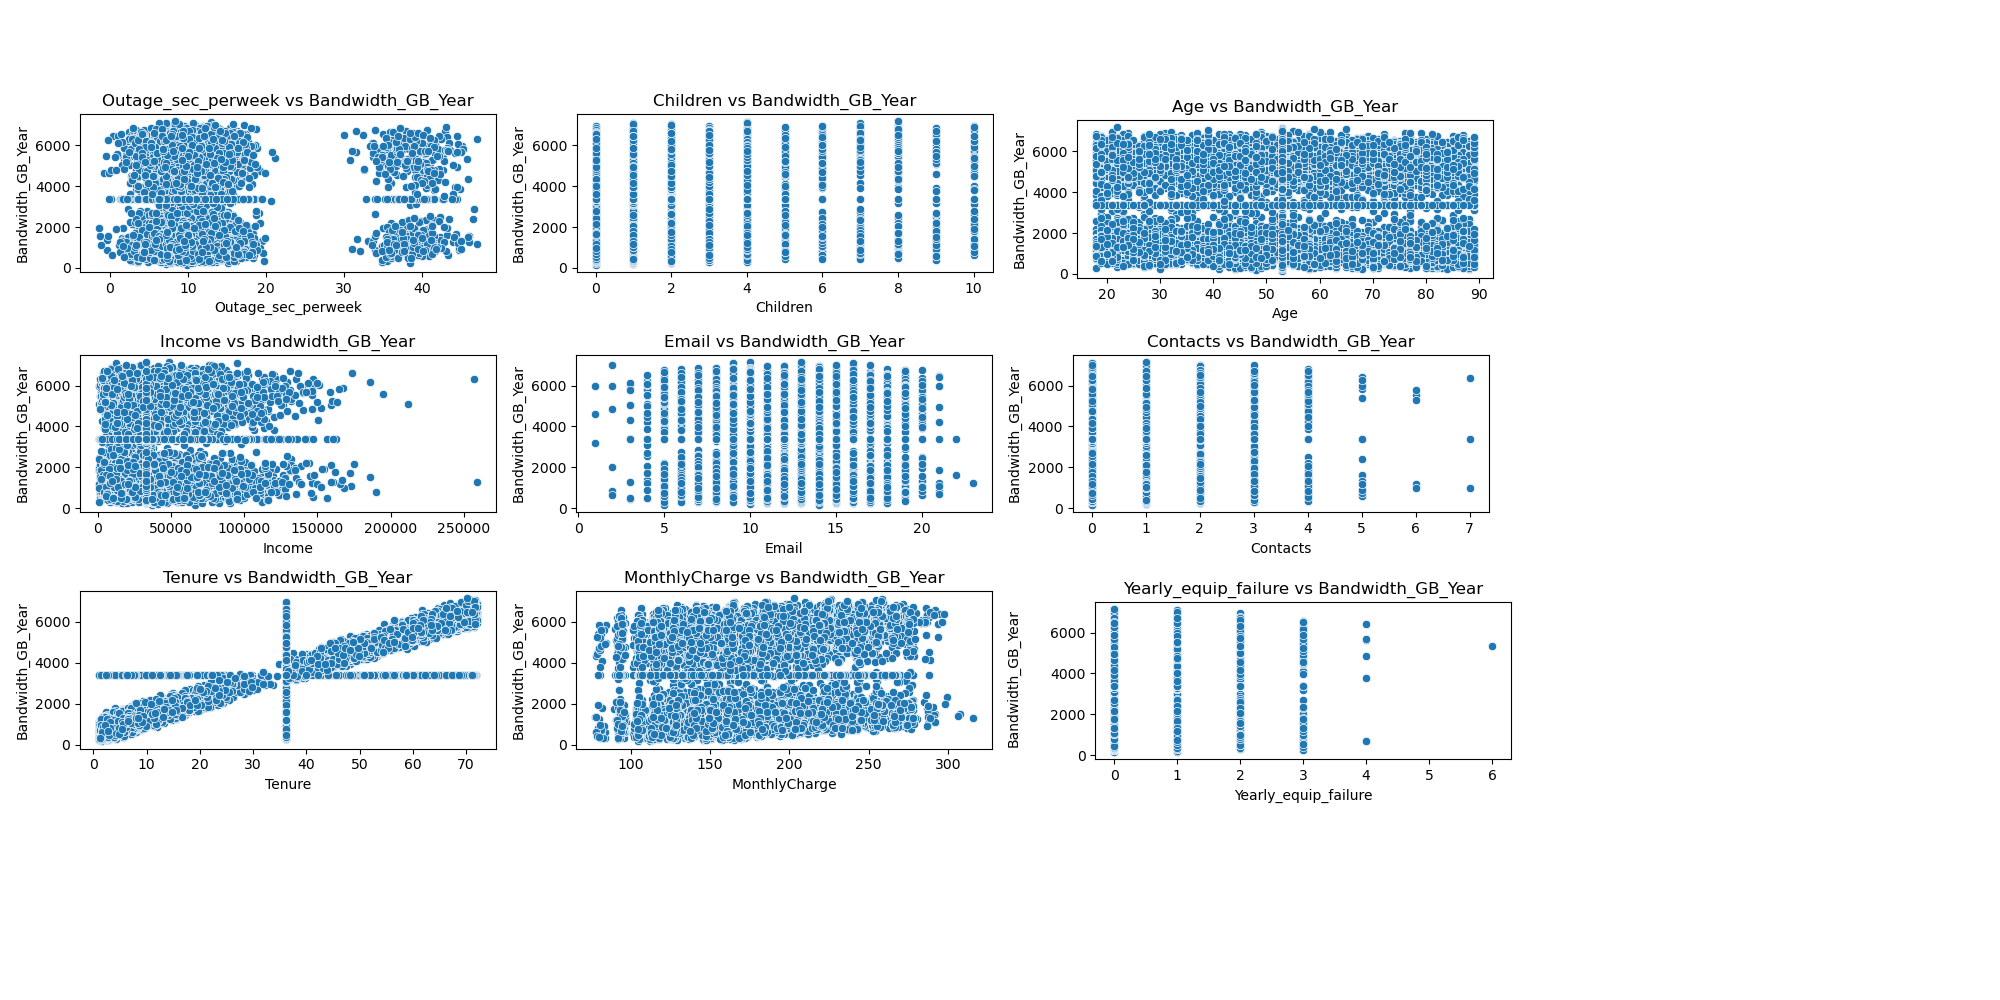 Outage_sec_perweek vs Bandwidth_GB_Year
Bandwidth_GB_Year
6000
4000
2000
0
0 10 20 30 40
Outage_sec_perweek
Children vs Bandwidth_GB_Year
Bandwidth_GB_Year
6000
4000
2000
0
0 2 4 6 8 10
Children
Age vs Bandwidth_GB_Year
Bandwidth_GB_Year
6000
4000
2000
0
20 30 40 50 60 70 80 90
Age
Income vs Bandwidth_GB_Year
Bandwidth_GB_Year
6000
4000
2000
0
0 50000 100000 150000 200000 250000
Income
Email vs Bandwidth_GB_Year
Bandwidth_GB_Year
6000
4000
2000
0
0 5 10 15 20
Email
Contacts vs Bandwidth_GB_Year
Bandwidth_GB_Year
6000
4000
2000
0
0 1 2 3 4 5 6 7
Contacts
Tenure vs Bandwidth_GB_Year
Bandwidth_GB_Year
6000
4000
2000
0
0 10 20 30 40 50 60 70
Tenure
MonthlyCharge vs Bandwidth_GB_Year
Bandwidth_GB_Year
6000
4000
2000
0
100 150 200 250 300
MonthlyCharge
Yearly_equip_failure vs Bandwidth_GB_Year
Bandwidth_GB_Year
6000
4000
2000
0
0 1 2 3 4 5 6
Yearly_equip_failure